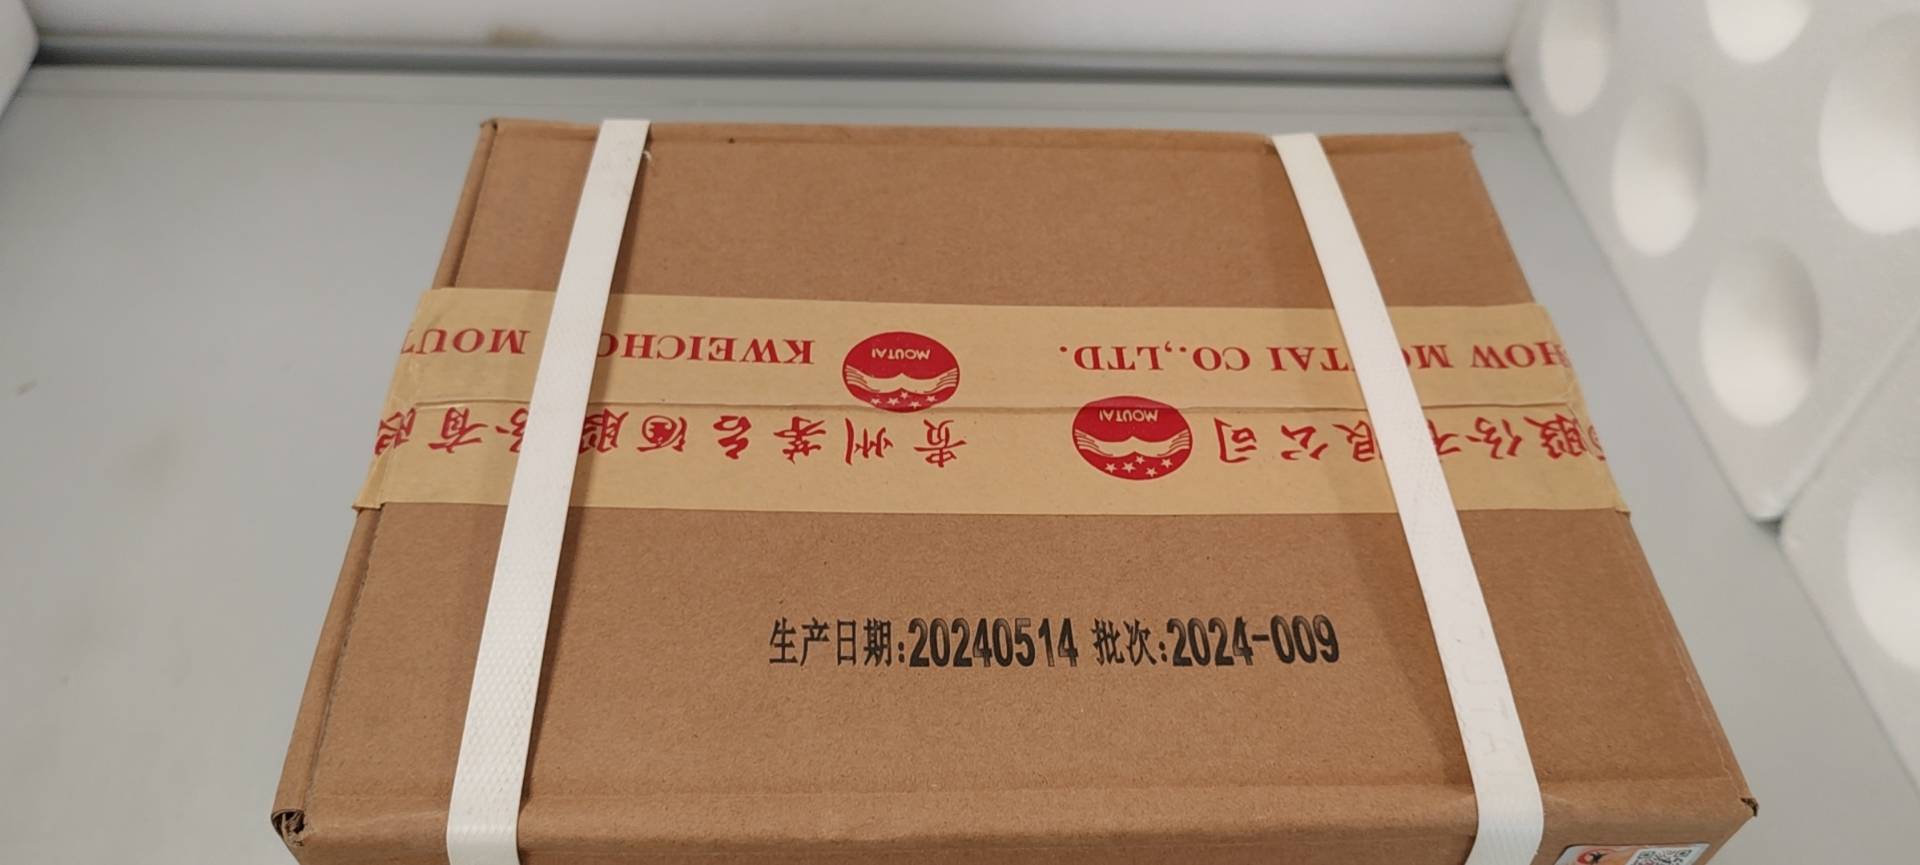 HOW MOUTAI CO.,LTD. MOUTAI KWEICHO MOUT
股份有限公司 MOUTAI 贵州茅台酒股份有
生产日期:20240514 批次:2024-009